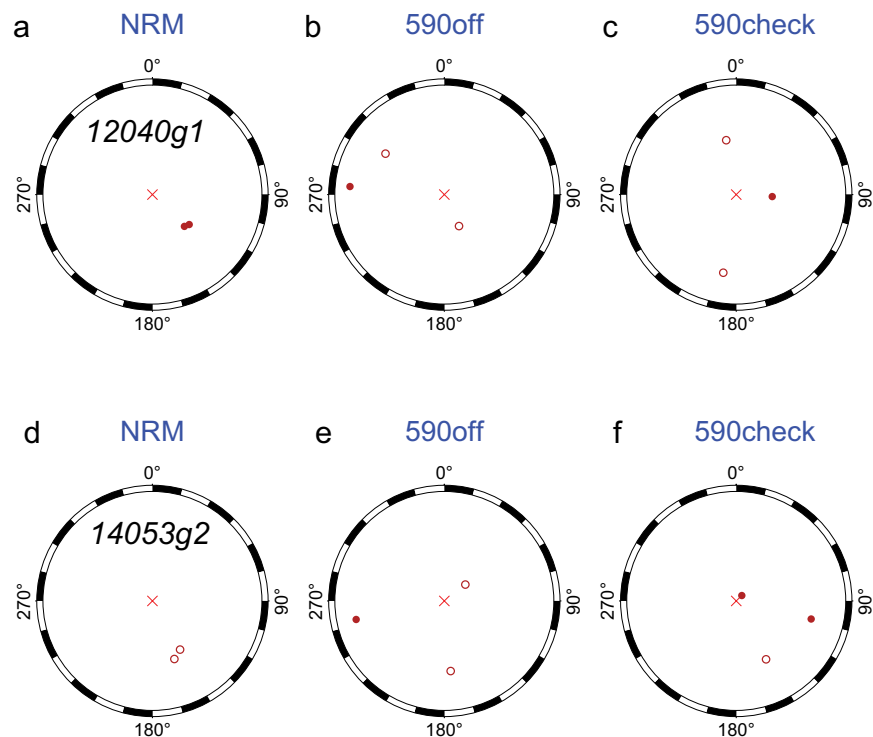 a NRM b 590off c 590check
0° 0° 0°
12040g1
270° 90° 270° 90° 270° 90°
180° 180° 180°
d NRM e 590off f 590check
0° 0° 0°
14053g2
270° 90° 270° 90° 270° 90°
180° 180° 180°